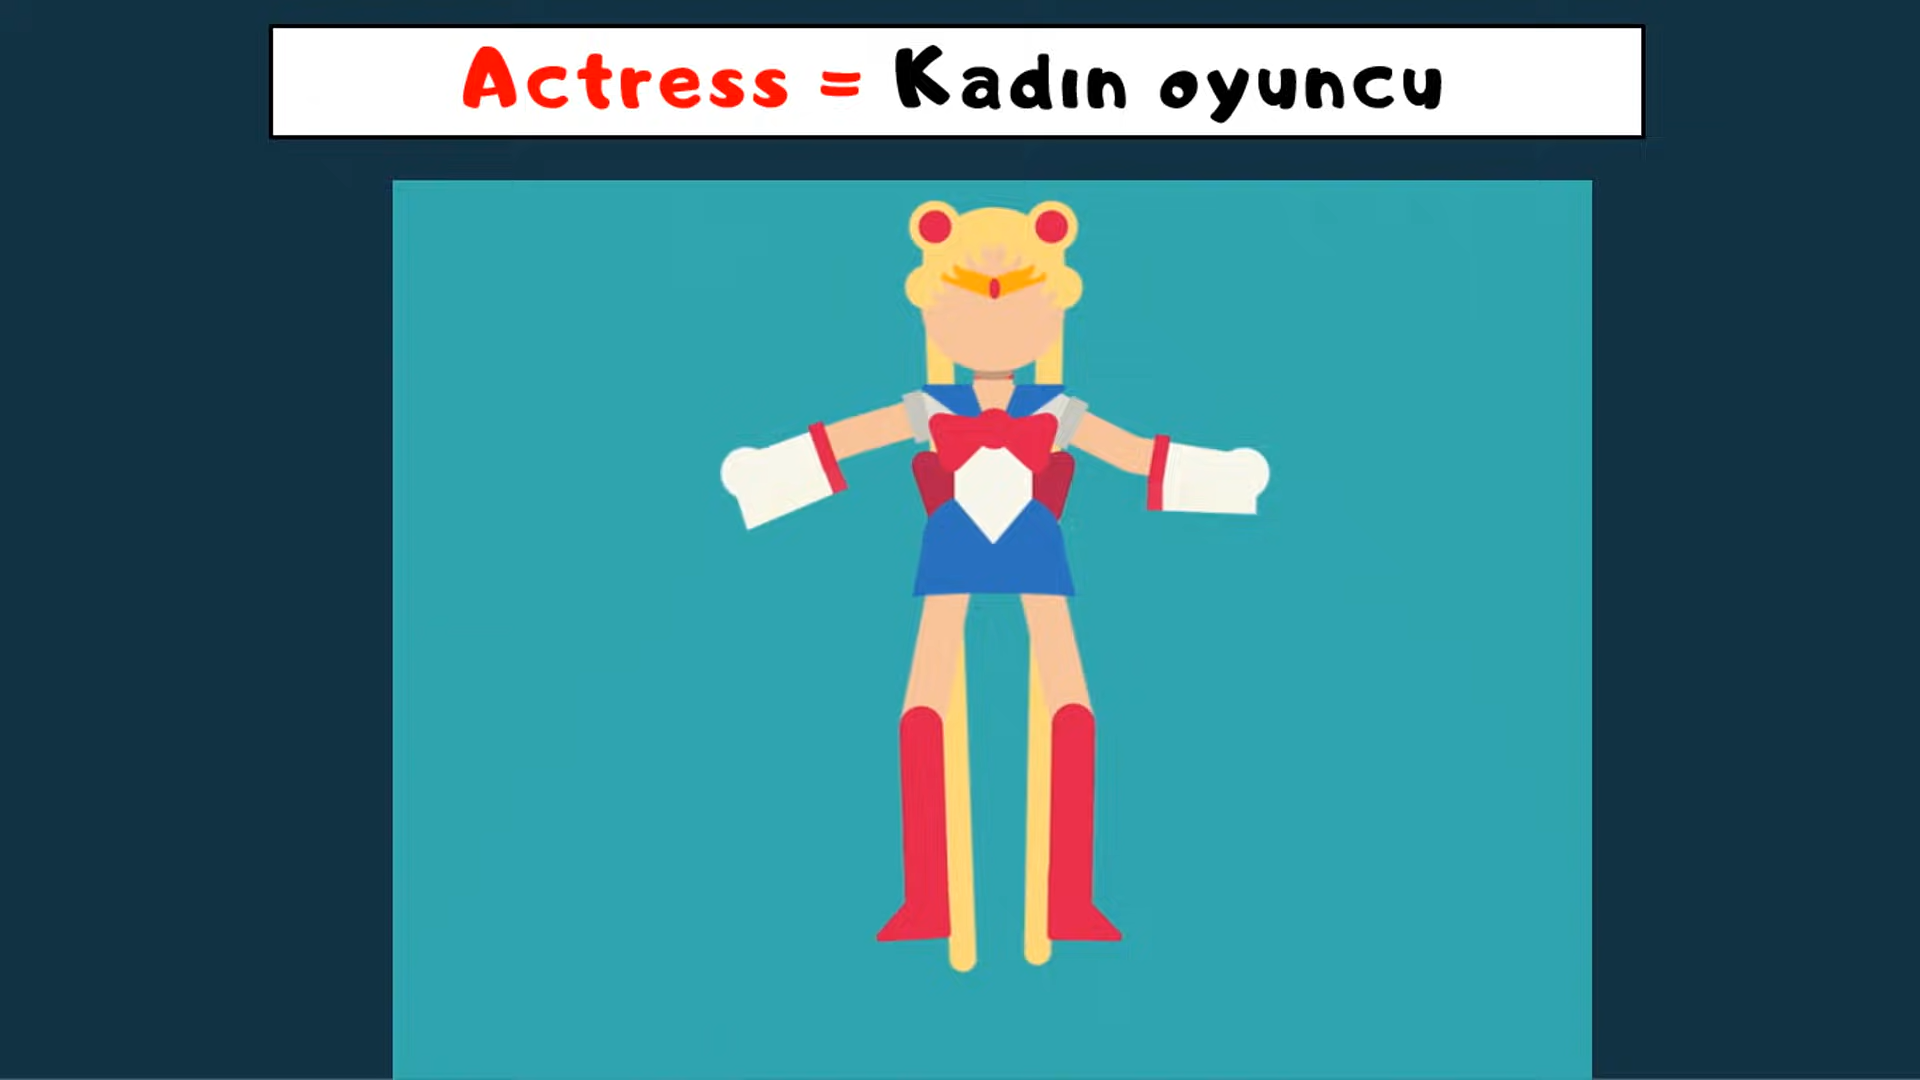 Actress = Kadın oyuncu